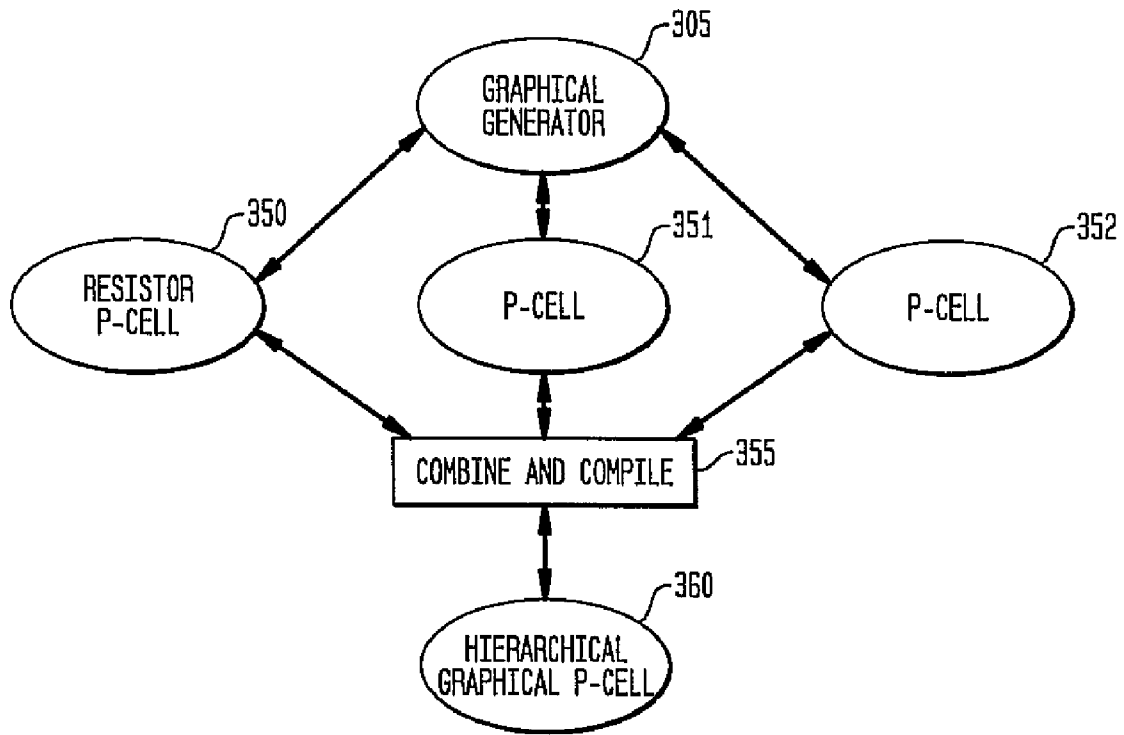 305
GRAPHICAL
GENERATOR
350
RESISTOR
P-CELL
351
P-CELL
352
P-CELL
COMBINE AND COMPILE
355
360
HIERARCHICAL
GRAPHICAL P-CELL